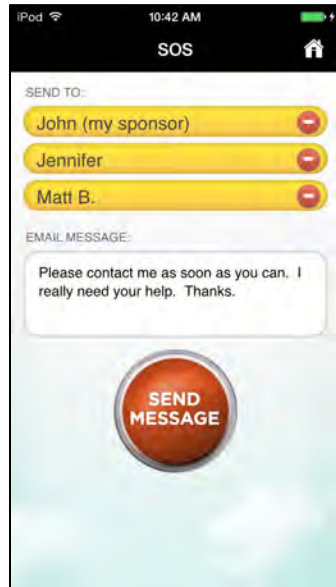 iPod 10:42 AM
SOS
SEND TO:
John (my sponsor)
Jennifer
Matt B.
EMAIL MESSAGE:
Please contact me as soon as you can.  I
really need your help.  Thanks.
SEND
MESSAGE